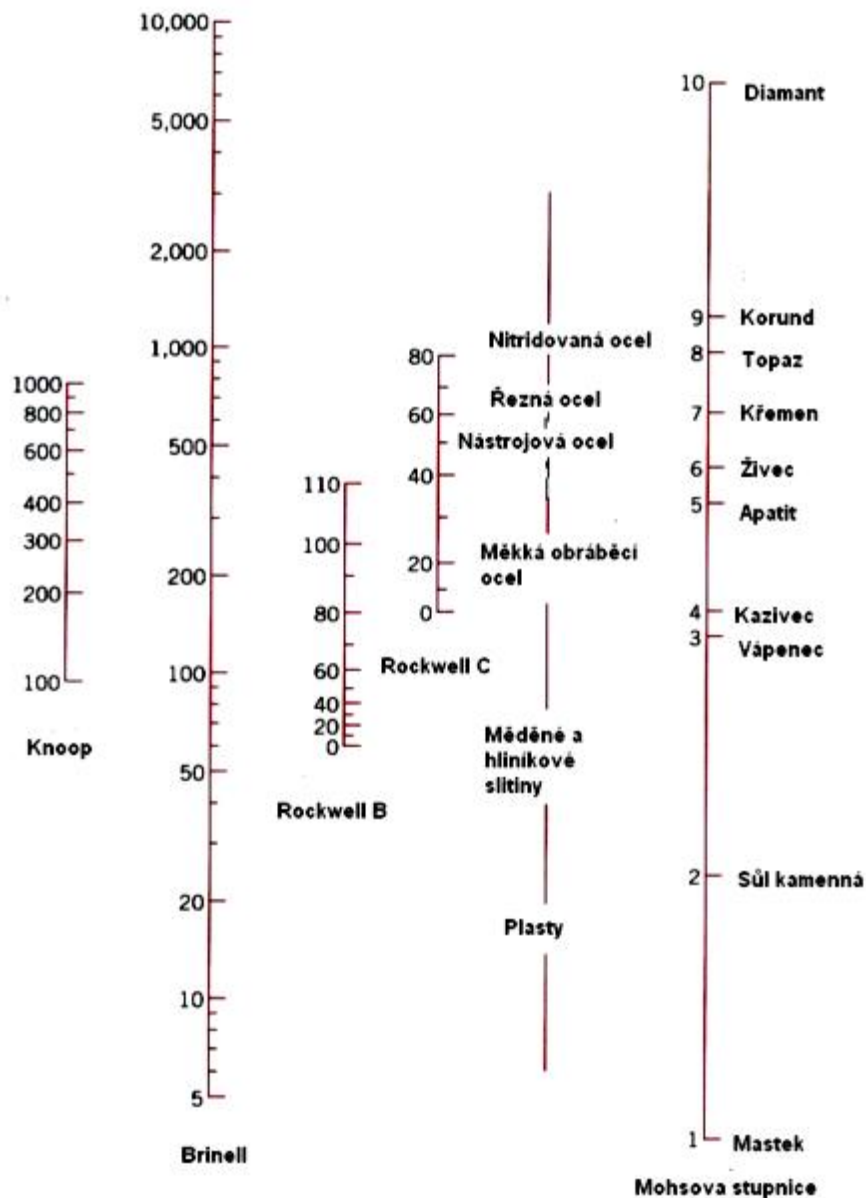 10,000
5,000
2,000
1,000
500
200
100
50
20
10
5
Brinell
1000
800
600
400
300
200
100
Knoop
110
100
80
60
40
20
0
Rockwell B
80
60
40
20
0
Rockwell C
Nitridovaná ocel
Řezná ocel
Nástrojová ocel
Měkká obráběcí
ocel
Měděné a
hliníkové
slitiny
Plasty
10 Diamant
9 Korund
8 Topaz
7 Křemen
6 Živec
5 Apatit
4 Kazivec
3 Vápenec
2 Sůl kamenná
1 Mastek
Mohsova stupnice